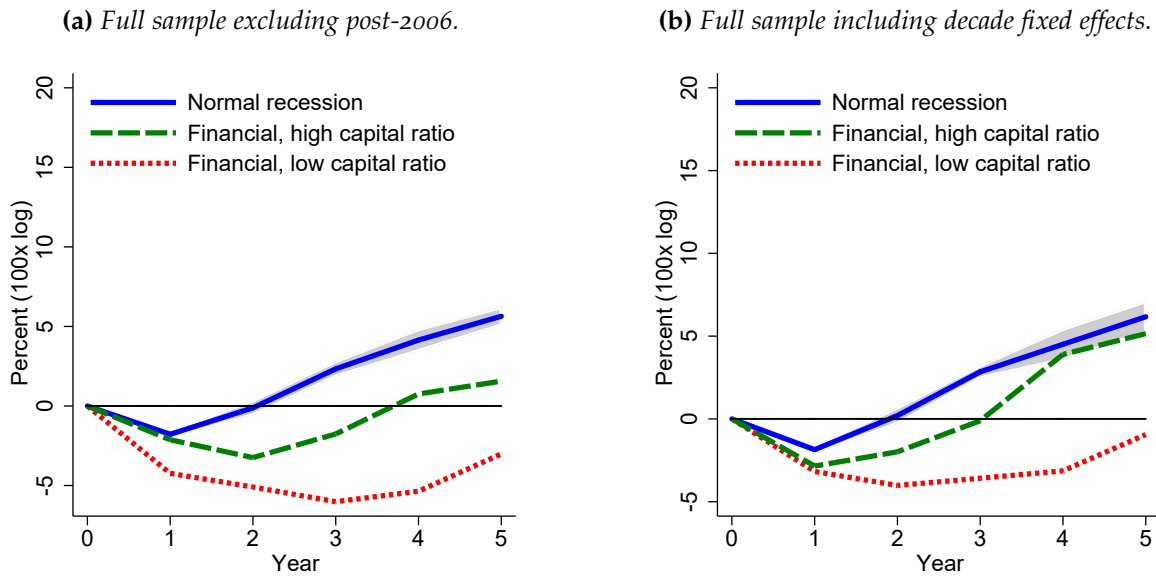 (a) Full sample excluding post-2006.
20
15
10
5
0
-5
Percent (100x log)
Normal recession
Financial, high capital ratio
Financial, low capital ratio
0 1 2 3 4 5
Year
(b) Full sample including decade fixed effects.
20
15
10
5
0
-5
Percent (100x log)
Normal recession
Financial, high capital ratio
Financial, low capital ratio
0 1 2 3 4 5
Year